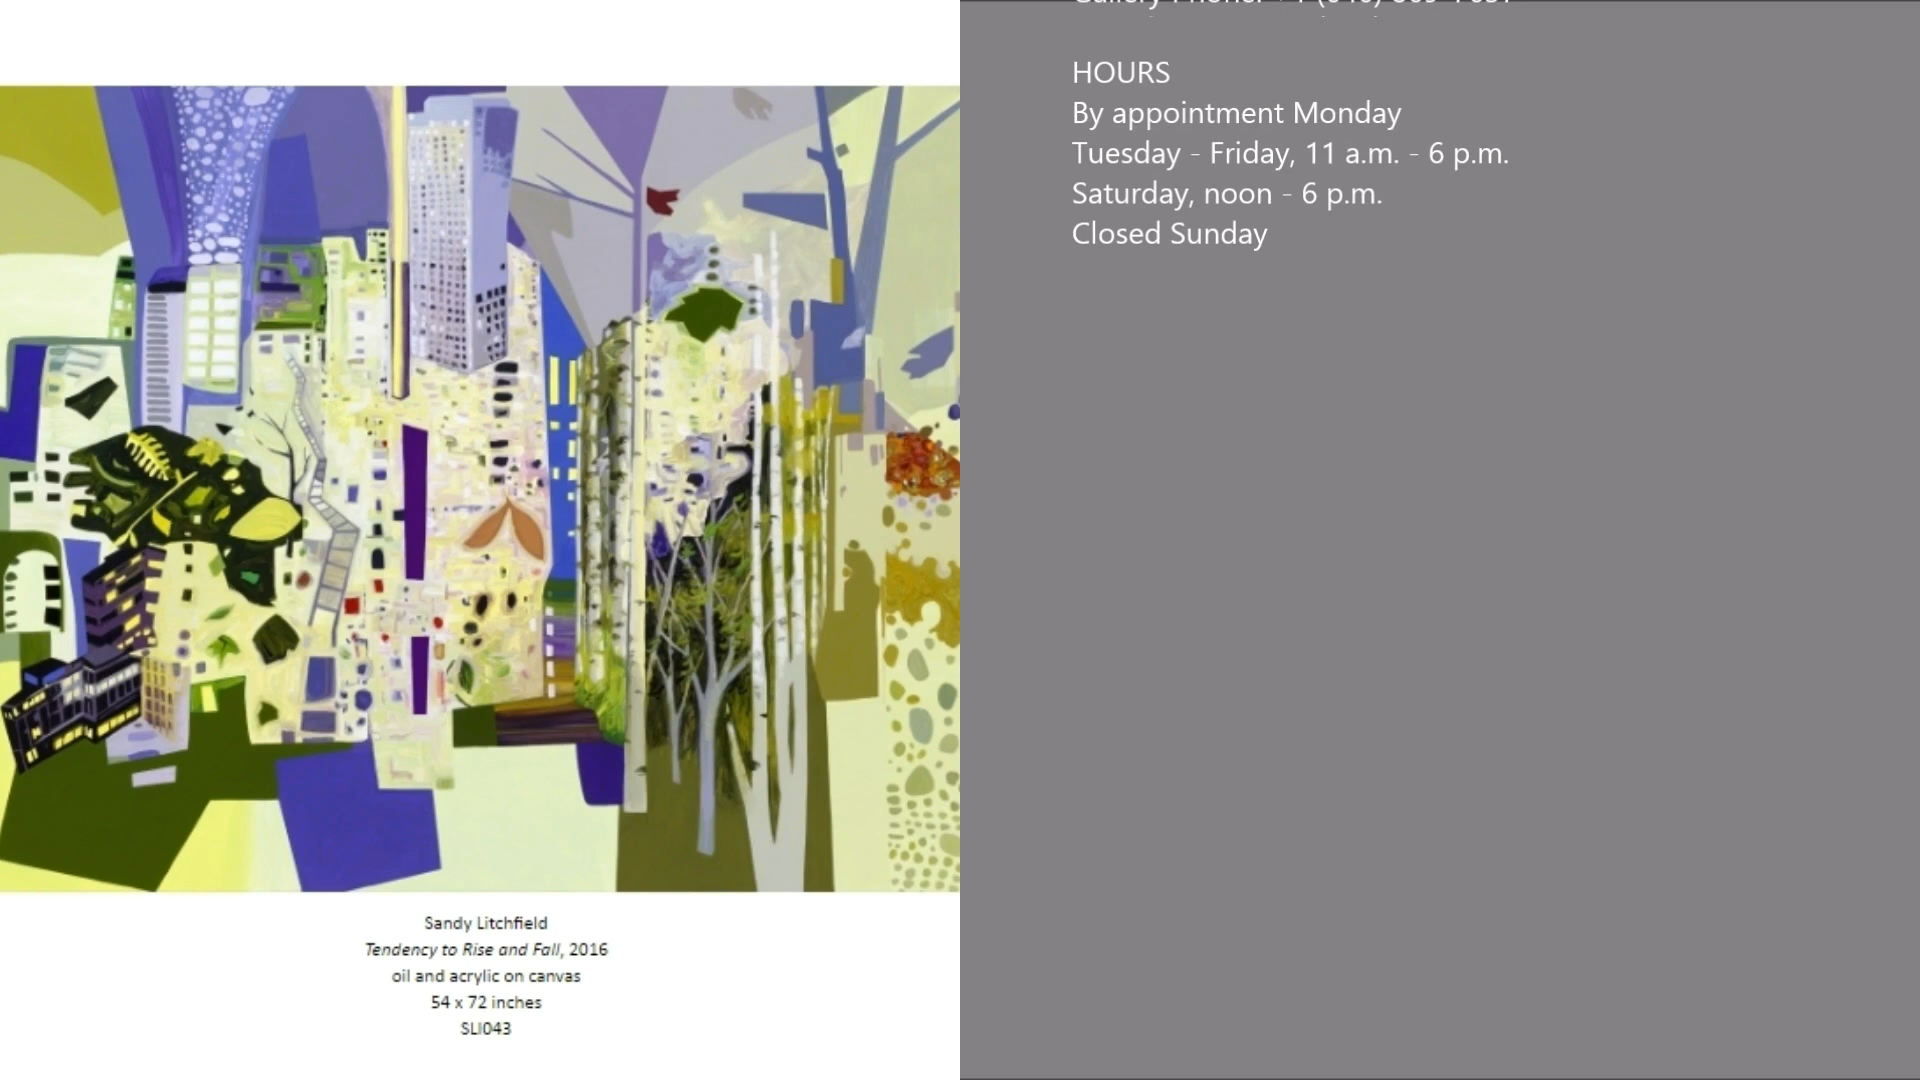 Sandy Litchfield
Tendency to Rise and Fall, 2016
oil and acrylic on canvas
54 x 72 inches
SLI043
HOURS
By appointment Monday
Tuesday - Friday, 11 a.m. - 6 p.m.
Saturday, noon - 6 p.m.
Closed Sunday